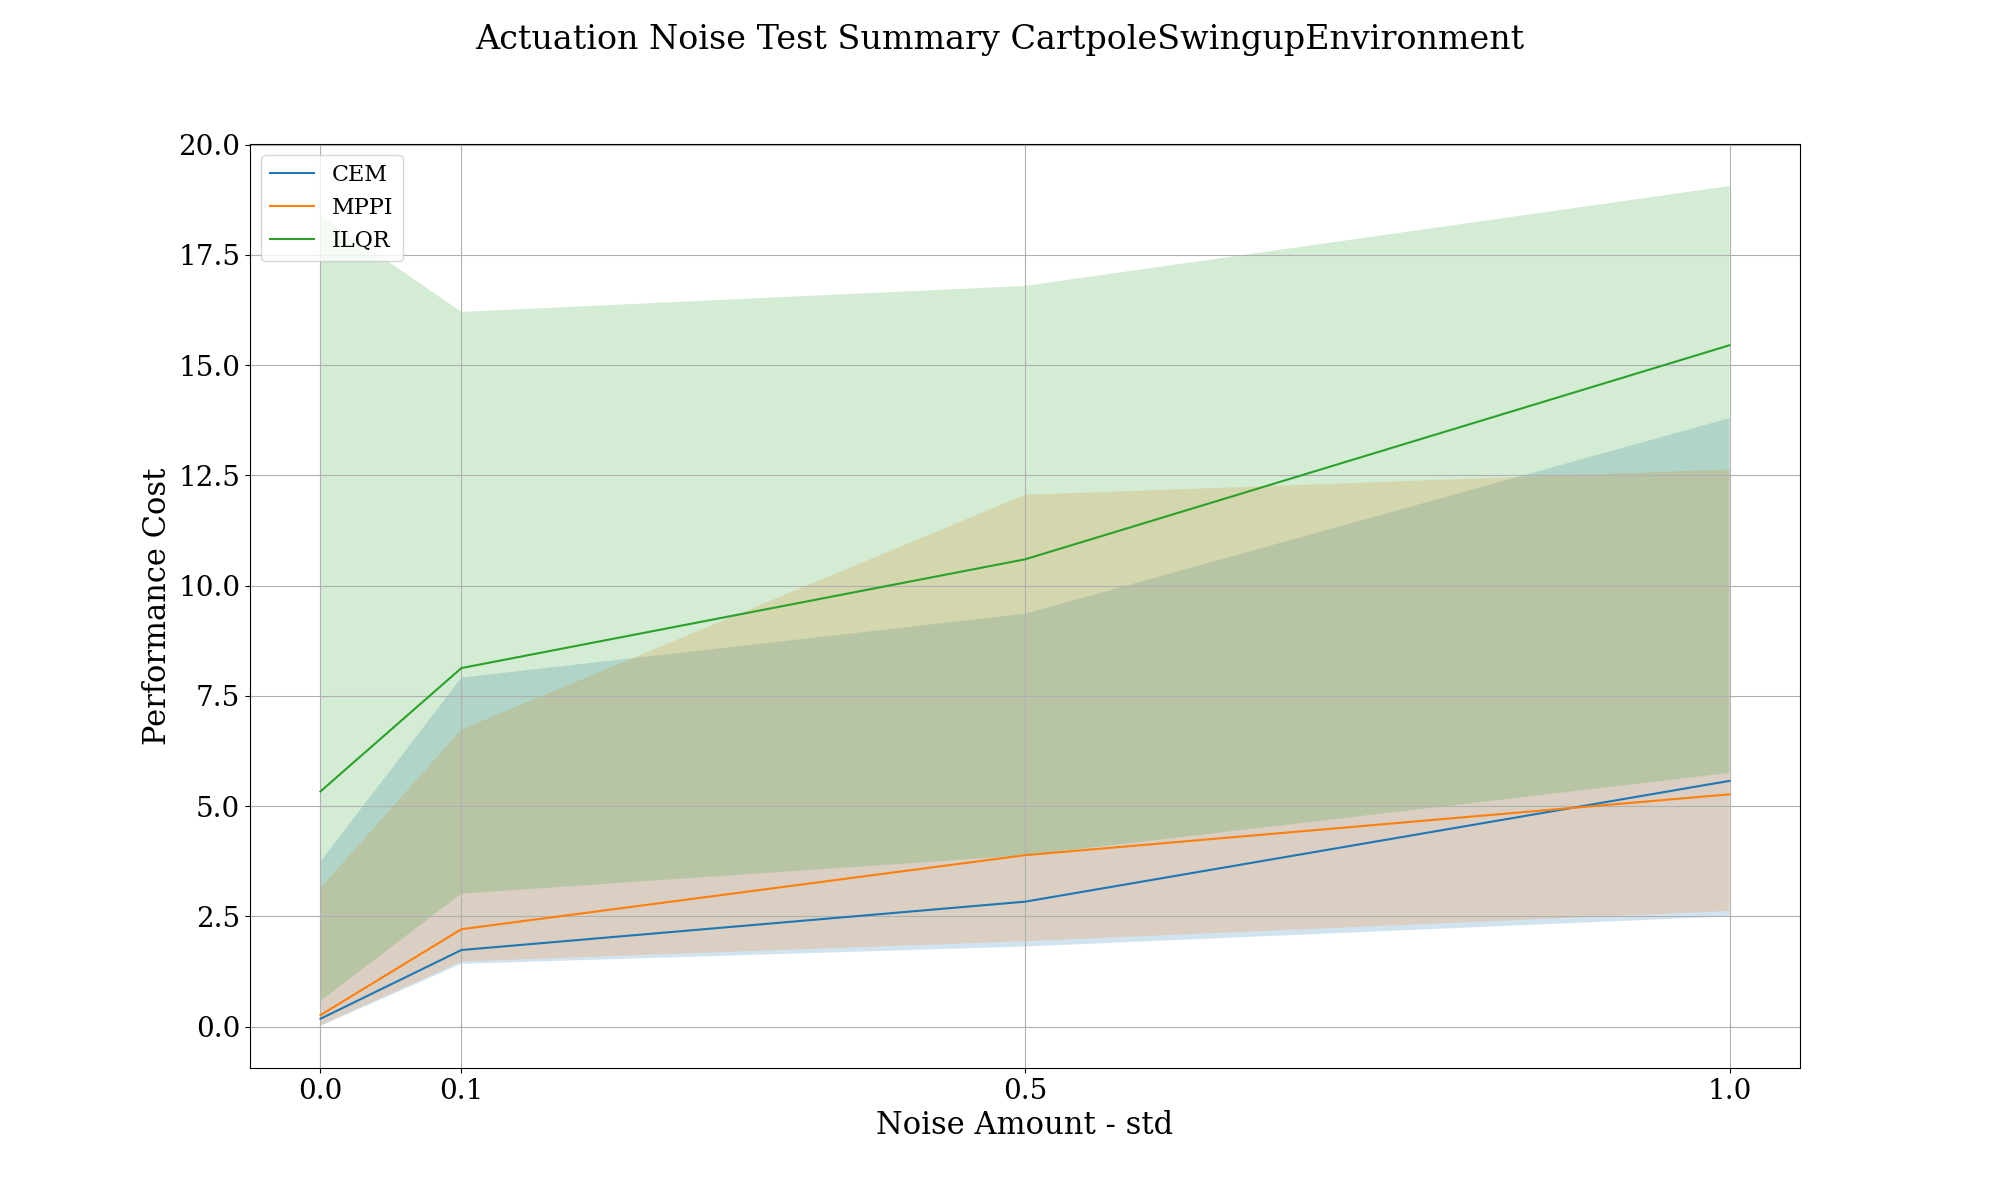 Actuation Noise Test Summary CartpoleSwingupEnvironment
20.0
17.5
15.0
12.5
10.0
7.5
5.0
2.5
0.0
Performance Cost
CEM
MPPI
ILQR
0.0 0.1 0.5 1.0
Noise Amount - std